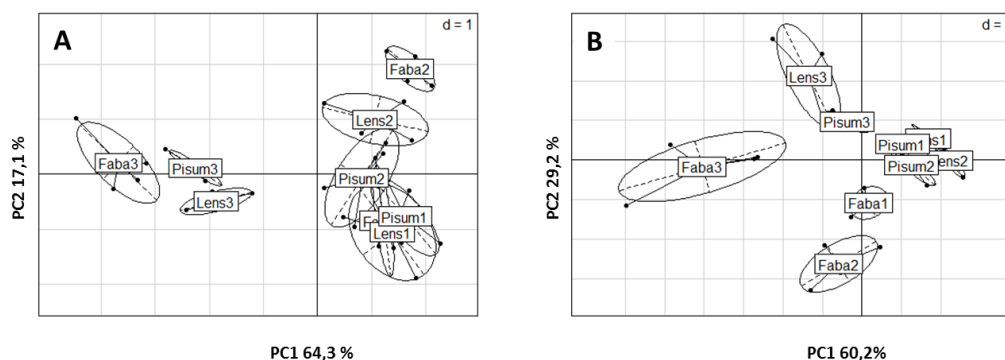 A
d = 1
Faba2
Lens2
Faba3
Pisum3
Pisum2
Lens3
Pisum1
Lens1
PC2 17,1 %
PC1 64,3 %
B
d =
Lens3
Pisum3
Pisum1
Pisum2
Faba3
Faba1
Faba2
PC2 29,2 %
PC1 60,2%